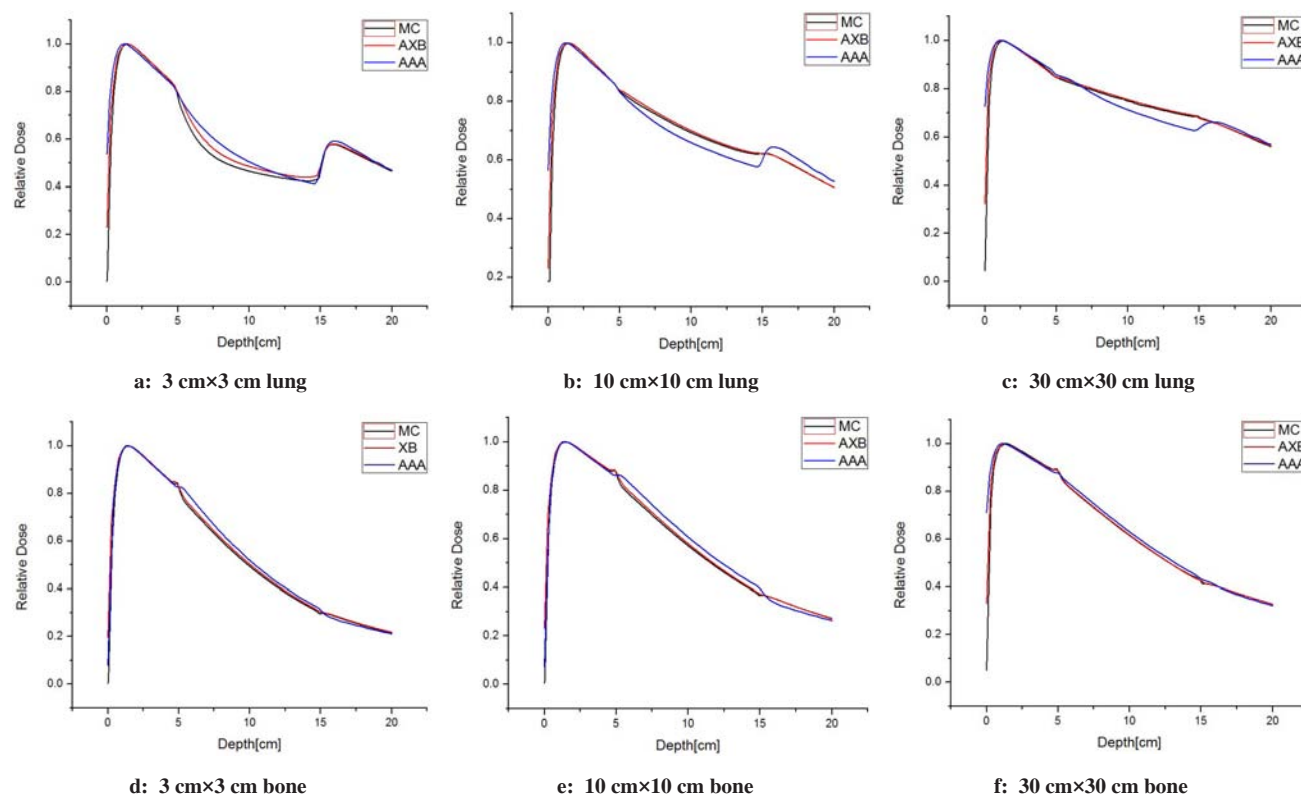 MC
AXB
AAA
1.0
0.8
0.6
0.4
0.2
0.0
Relative Dose
0 5 10 15 20
Depth[cm]
a: 3 cm×3 cm lung
MC
AXB
AAA
1.0
0.8
0.6
0.4
0.2
Relative Dose
0 5 10 15 20
Depth[cm]
b: 10 cm×10 cm lung
MC
AXB
AAA
1.0
0.8
0.6
0.4
0.2
0.0
Relative Dose
0 5 10 15 20
Depth[cm]
c: 30 cm×30 cm lung
MC
XB
AAA
1.0
0.8
0.6
0.4
0.2
0.0
Relative Dose
0 5 10 15 20
Depth[cm]
d: 3 cm×3 cm bone
MC
AXB
AAA
1.0
0.8
0.6
0.4
0.2
0.0
Relative Dose
0 5 10 15 20
Depth[cm]
e: 10 cm×10 cm bone
MC
AXB
AAA
1.0
0.8
0.6
0.4
0.2
0.0
Relative Dose
0 5 10 15 20
Depth[cm]
f: 30 cm×30 cm bone